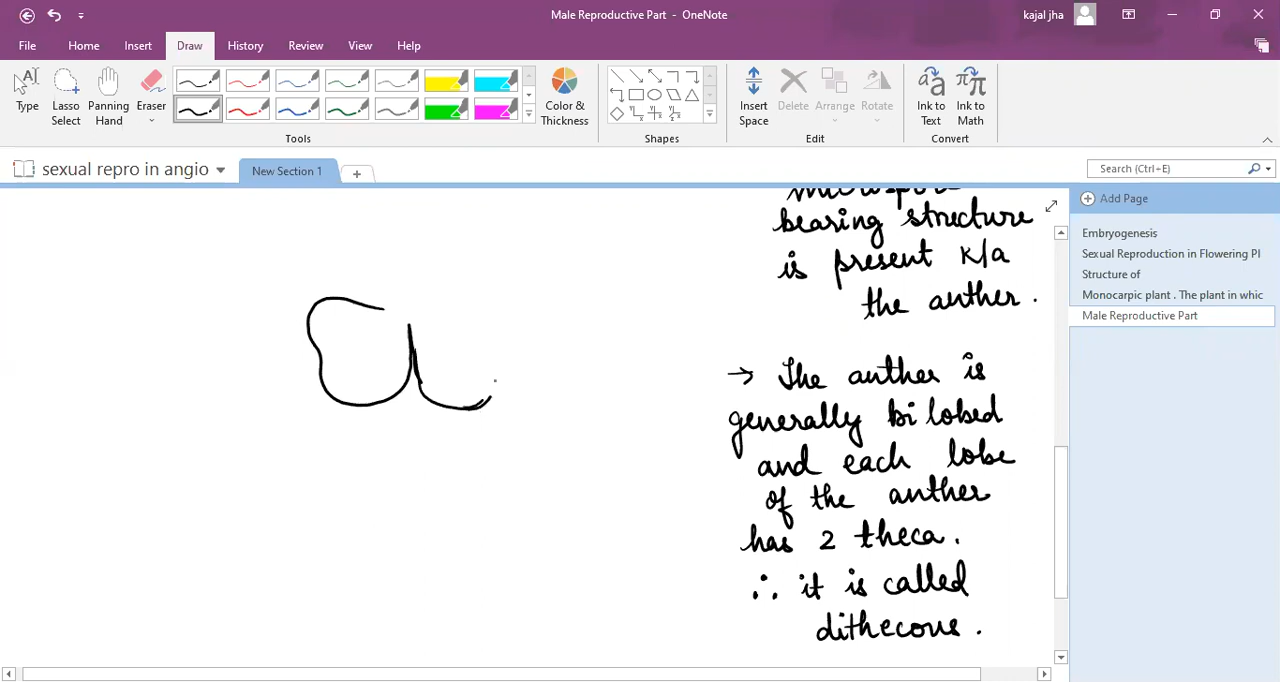 Male Reproductive Part - OneNote
kajal jha
File Home Insert Draw History Review View Help
Type
Lasso Select
Panning Hand
Eraser
Color & Thickness
Insert Space
Delete
Arrange
Rotate
Ink to Text
Ink to Math
Tools
Shapes
Edit
Convert
sexual repro in angio
New Section 1
Search (Ctrl+E)
Add Page
Embryogenesis
Sexual Reproduction in Flowering Pl
Structure of
Monocarpic plant . The plant in whic
Male Reproductive Part
bearing structure
is present k/a
the anther .
→ The anther is
generally bi lobed
and each lobe
of the anther
has 2 theca .
∴ it is called
dithecous .